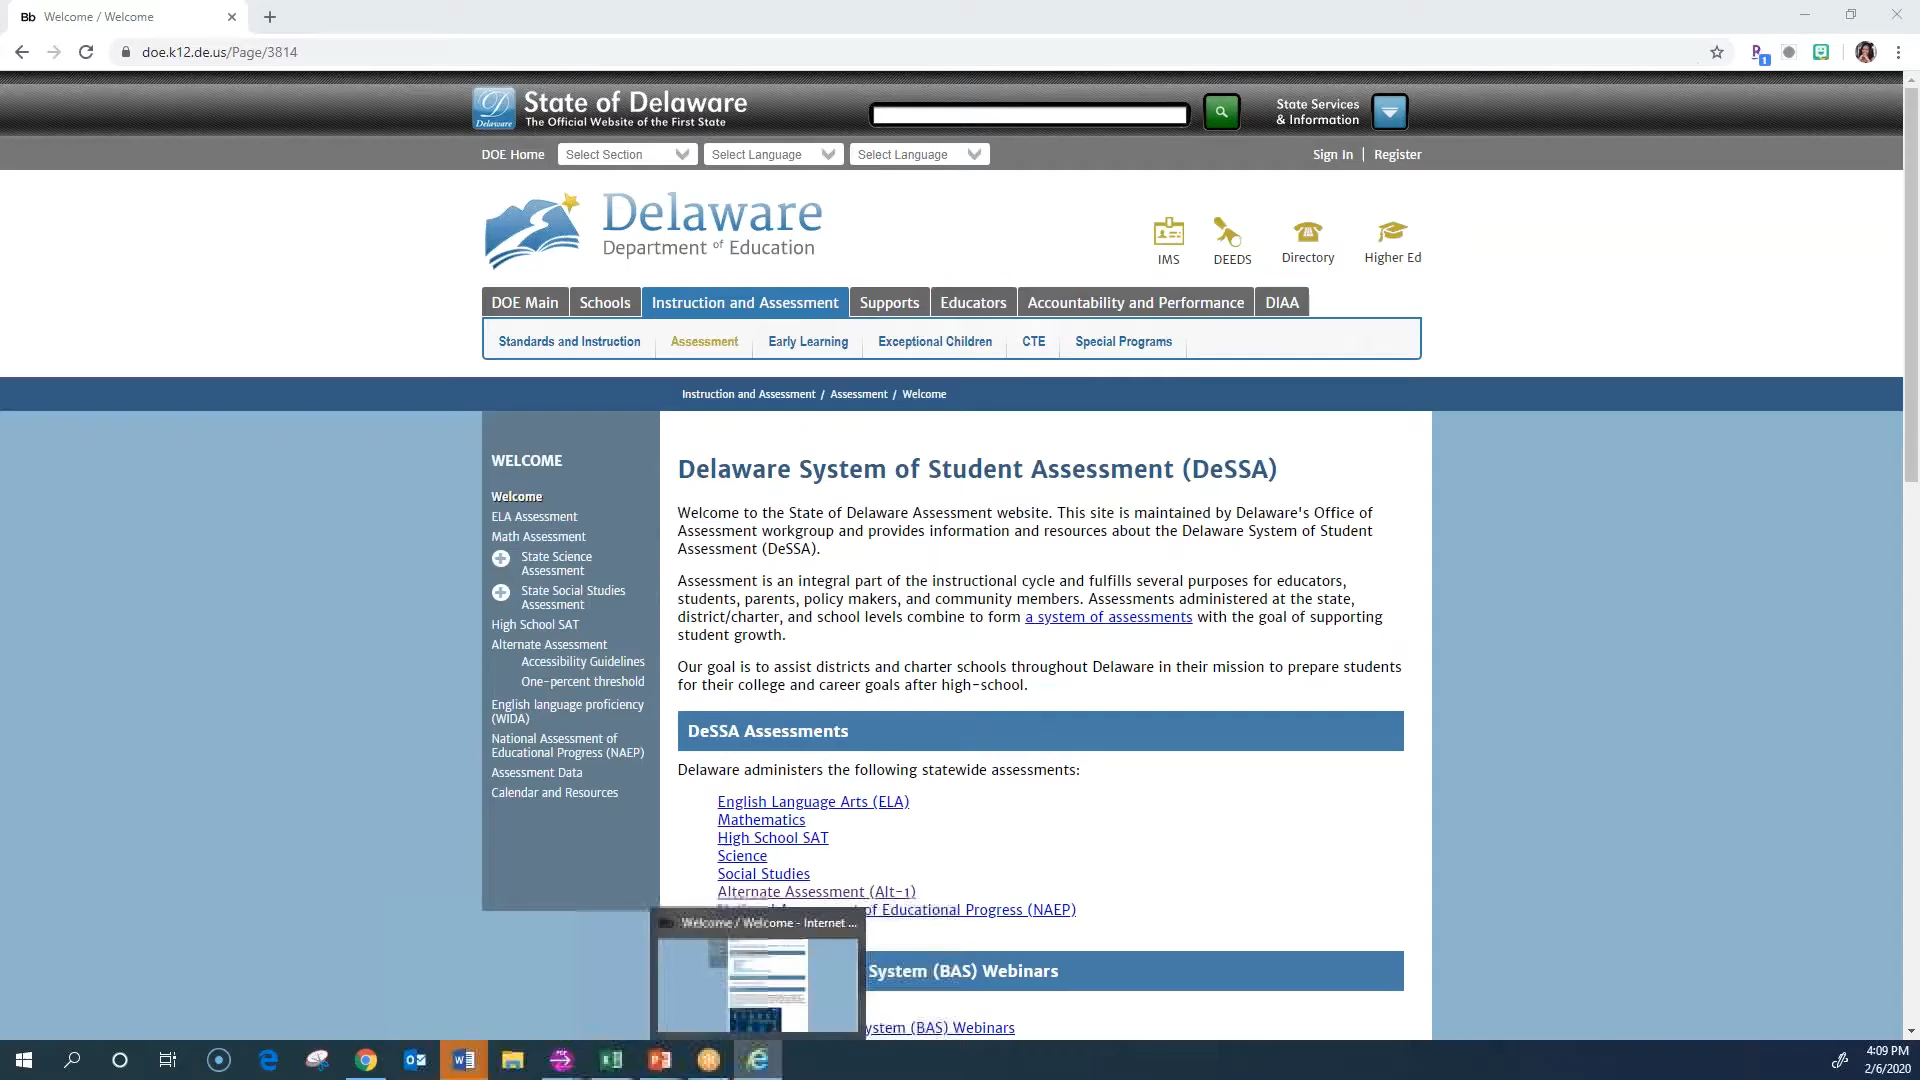 Bb Welcome / Welcome
doe.k12.de.us/Page/3814
State of Delaware
The Official Website of the First State
State Services
& Information
DOE Home Select Section Select Language Select Language Sign In | Register
Delaware
Department of Education
IMS DEEDS Directory Higher Ed
DOE Main Schools Instruction and Assessment Supports Educators Accountability and Performance DIAA
Standards and Instruction Assessment Early Learning Exceptional Children CTE Special Programs
Instruction and Assessment / Assessment / Welcome
WELCOME
Welcome
ELA Assessment
Math Assessment
State Science
Assessment
State Social Studies
Assessment
High School SAT
Alternate Assessment
Accessibility Guidelines
One-percent threshold
English language proficiency
(WIDA)
National Assessment of
Educational Progress (NAEP)
Assessment Data
Calendar and Resources
Delaware System of Student Assessment (DeSSA)
Welcome to the State of Delaware Assessment website. This site is maintained by Delaware's Office of
Assessment workgroup and provides information and resources about the Delaware System of Student
Assessment (DeSSA).
Assessment is an integral part of the instructional cycle and fulfills several purposes for educators,
students, parents, policy makers, and community members. Assessments administered at the state,
district/charter, and school levels combine to form a system of assessments with the goal of supporting
student growth.
Our goal is to assist districts and charter schools throughout Delaware in their mission to prepare students
for their college and career goals after high-school.
DeSSA Assessments
Delaware administers the following statewide assessments:
English Language Arts (ELA)
Mathematics
High School SAT
Science
Social Studies
Alternate Assessment (Alt-1)
of Educational Progress (NAEP)
Welcome / Welcome - Internet ...
System (BAS) Webinars
ystem (BAS) Webinars
4:09 PM
2/6/2020